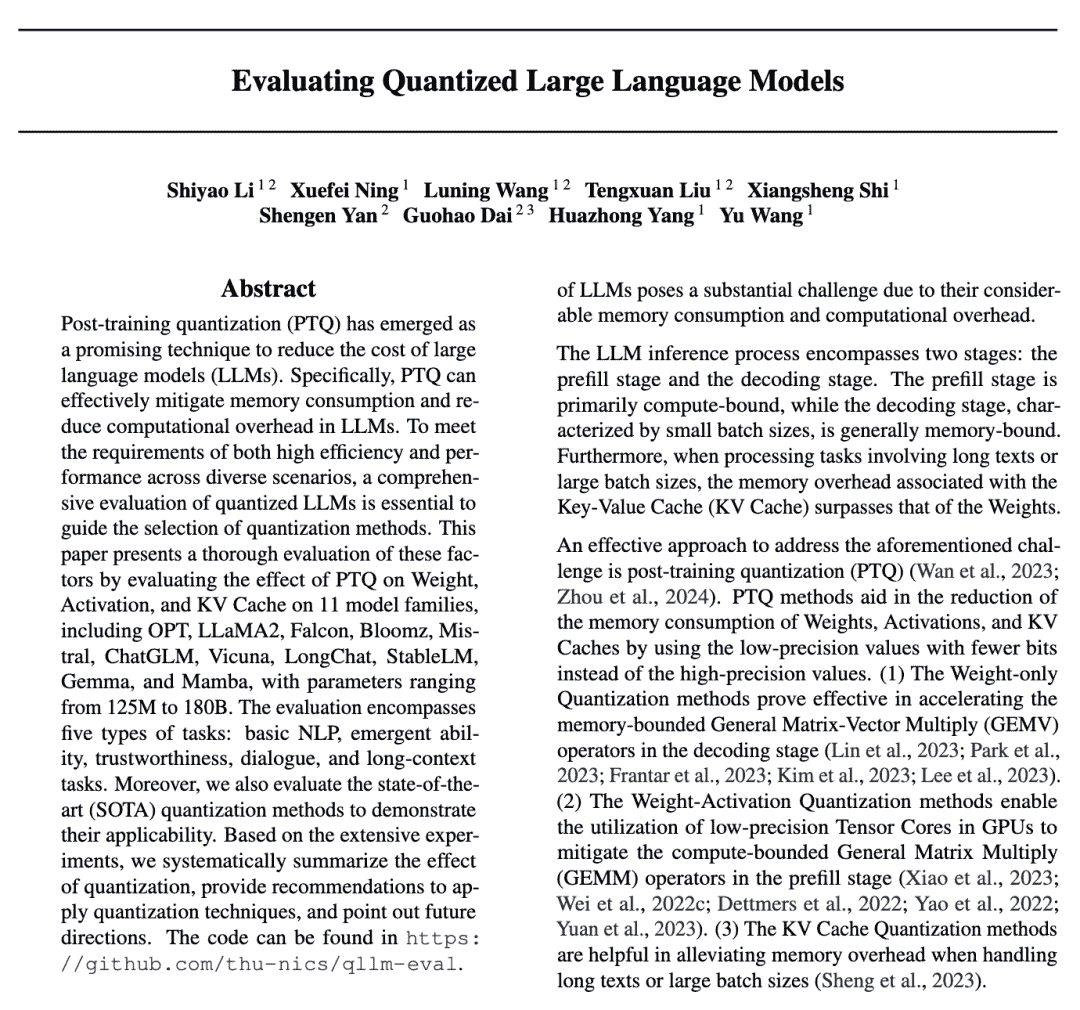 Evaluating Quantized Large Language Models
Shiyao Li 1 2 Xuefei Ning 1 Luning Wang 1 2 Tengxuan Liu 1 2 Xiangsheng Shi 1
Shengen Yan 2 Guohao Dai 2 3 Huazhong Yang 1 Yu Wang 1
Abstract
Post-training quantization (PTQ) has emerged as
a promising technique to reduce the cost of large
language models (LLMs). Specifically, PTQ can
effectively mitigate memory consumption and re-
duce computational overhead in LLMs. To meet
the requirements of both high efficiency and per-
formance across diverse scenarios, a comprehen-
sive evaluation of quantized LLMs is essential to
guide the selection of quantization methods. This
paper presents a thorough evaluation of these fac-
tors by evaluating the effect of PTQ on Weight,
Activation, and KV Cache on 11 model families,
including OPT, LLaMA2, Falcon, Bloomz, Mis-
tral, ChatGLM, Vicuna, LongChat, StableLM,
Gemma, and Mamba, with parameters ranging
from 125M to 180B. The evaluation encompasses
five types of tasks: basic NLP, emergent abil-
ity, trustworthiness, dialogue, and long-context
tasks. Moreover, we also evaluate the state-of-the-
art (SOTA) quantization methods to demonstrate
their applicability. Based on the extensive exper-
iments, we systematically summarize the effect
of quantization, provide recommendations to ap-
ply quantization techniques, and point out future
directions. The code can be found in https:
//github.com/thu-nics/qllm-eval.
of LLMs poses a substantial challenge due to their consider-
able memory consumption and computational overhead.
The LLM inference process encompasses two stages: the
prefill stage and the decoding stage. The prefill stage is
primarily compute-bound, while the decoding stage, char-
acterized by small batch sizes, is generally memory-bound.
Furthermore, when processing tasks involving long texts or
large batch sizes, the memory overhead associated with the
Key-Value Cache (KV Cache) surpasses that of the Weights.
An effective approach to address the aforementioned chal-
lenge is post-training quantization (PTQ) (Wan et al., 2023;
Zhou et al., 2024). PTQ methods aid in the reduction of
the memory consumption of Weights, Activations, and KV
Caches by using the low-precision values with fewer bits
instead of the high-precision values. (1) The Weight-only
Quantization methods prove effective in accelerating the
memory-bounded General Matrix-Vector Multiply (GEMV)
operators in the decoding stage (Lin et al., 2023; Park et al.,
2023; Frantar et al., 2023; Kim et al., 2023; Lee et al., 2023).
(2) The Weight-Activation Quantization methods enable
the utilization of low-precision Tensor Cores in GPUs to
mitigate the compute-bounded General Matrix Multiply
(GEMM) operators in the prefill stage (Xiao et al., 2023;
Wei et al., 2022c; Dettmers et al., 2022; Yao et al., 2022;
Yuan et al., 2023). (3) The KV Cache Quantization methods
are helpful in alleviating memory overhead when handling
long texts or large batch sizes (Sheng et al., 2023).